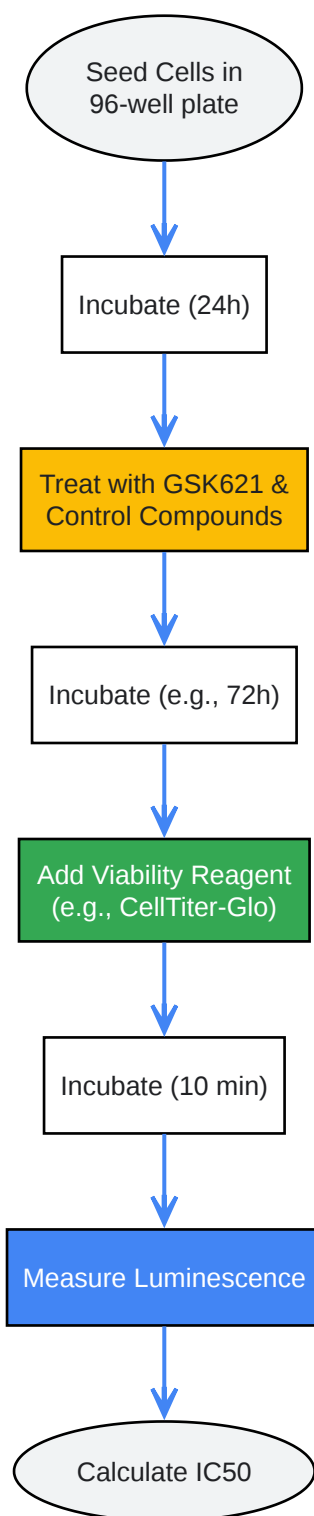 Seed Cells in
96-well plate
Incubate (24h)
Treat with GSK621 &
Control Compounds
Incubate (e.g., 72h)
Add Viability Reagent
(e.g., CellTiter-Glo)
Incubate (10 min)
Measure Luminescence
Calculate IC50